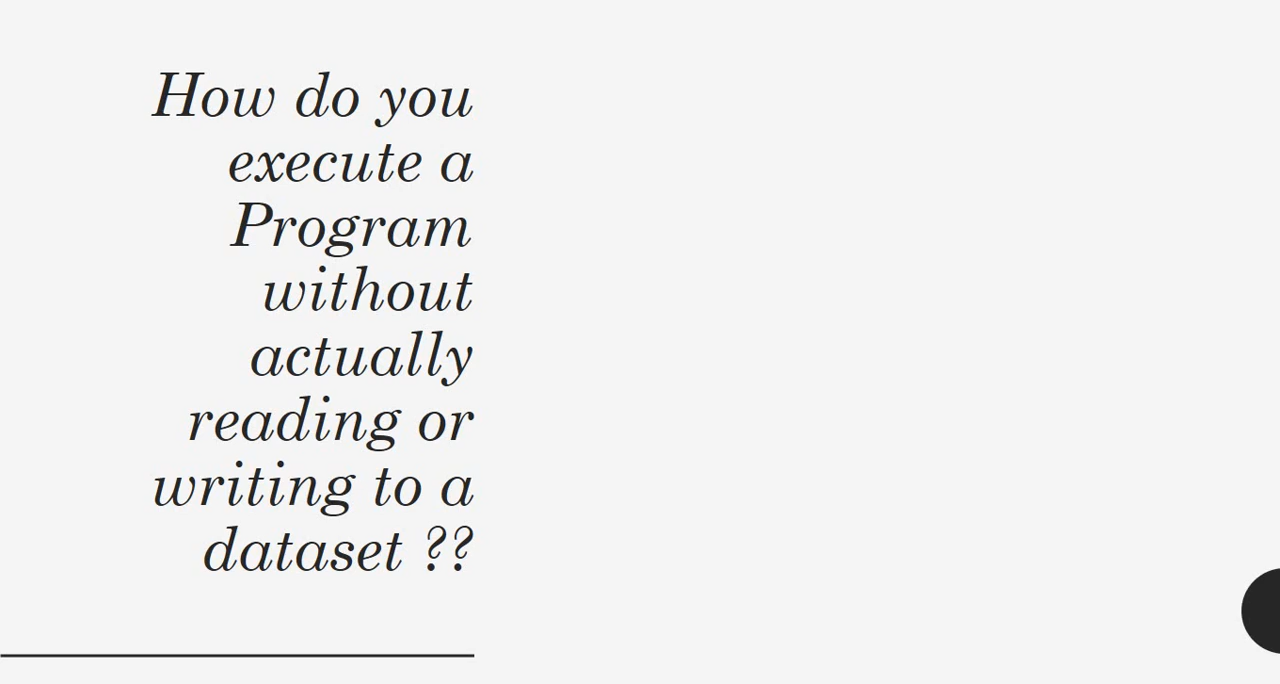 How do you
execute a
Program
without
actually
reading or
writing to a
dataset ??